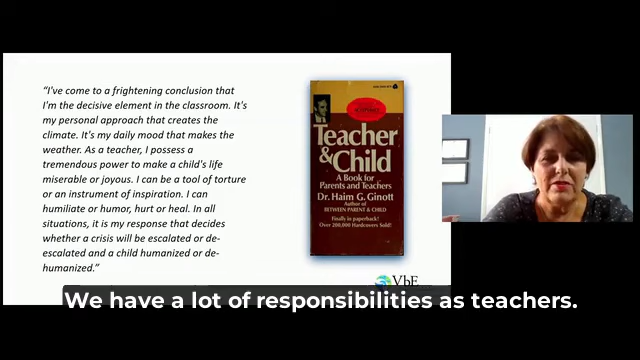 “I've come to a frightening conclusion that
I'm the decisive element in the classroom. It's
my personal approach that creates the
climate. It's my daily mood that makes the
weather. As a teacher, I possess a
tremendous power to make a child's life
miserable or joyous. I can be a tool of torture
or an instrument of inspiration. I can
humiliate or humor, hurt or heal. In all
situations, it is my response that decides
whether a crisis will be escalated or de-
escalated and a child humanized or de-
humanized.”
Teacher
& Child
A Book for
Parents and Teachers
Dr. Haim G. Ginott
Author of
BETWEEN PARENT & CHILD
Finally in paperback!
Over 200,000 Hardcovers Sold!
VbE
We have a lot of responsibilities as teachers.